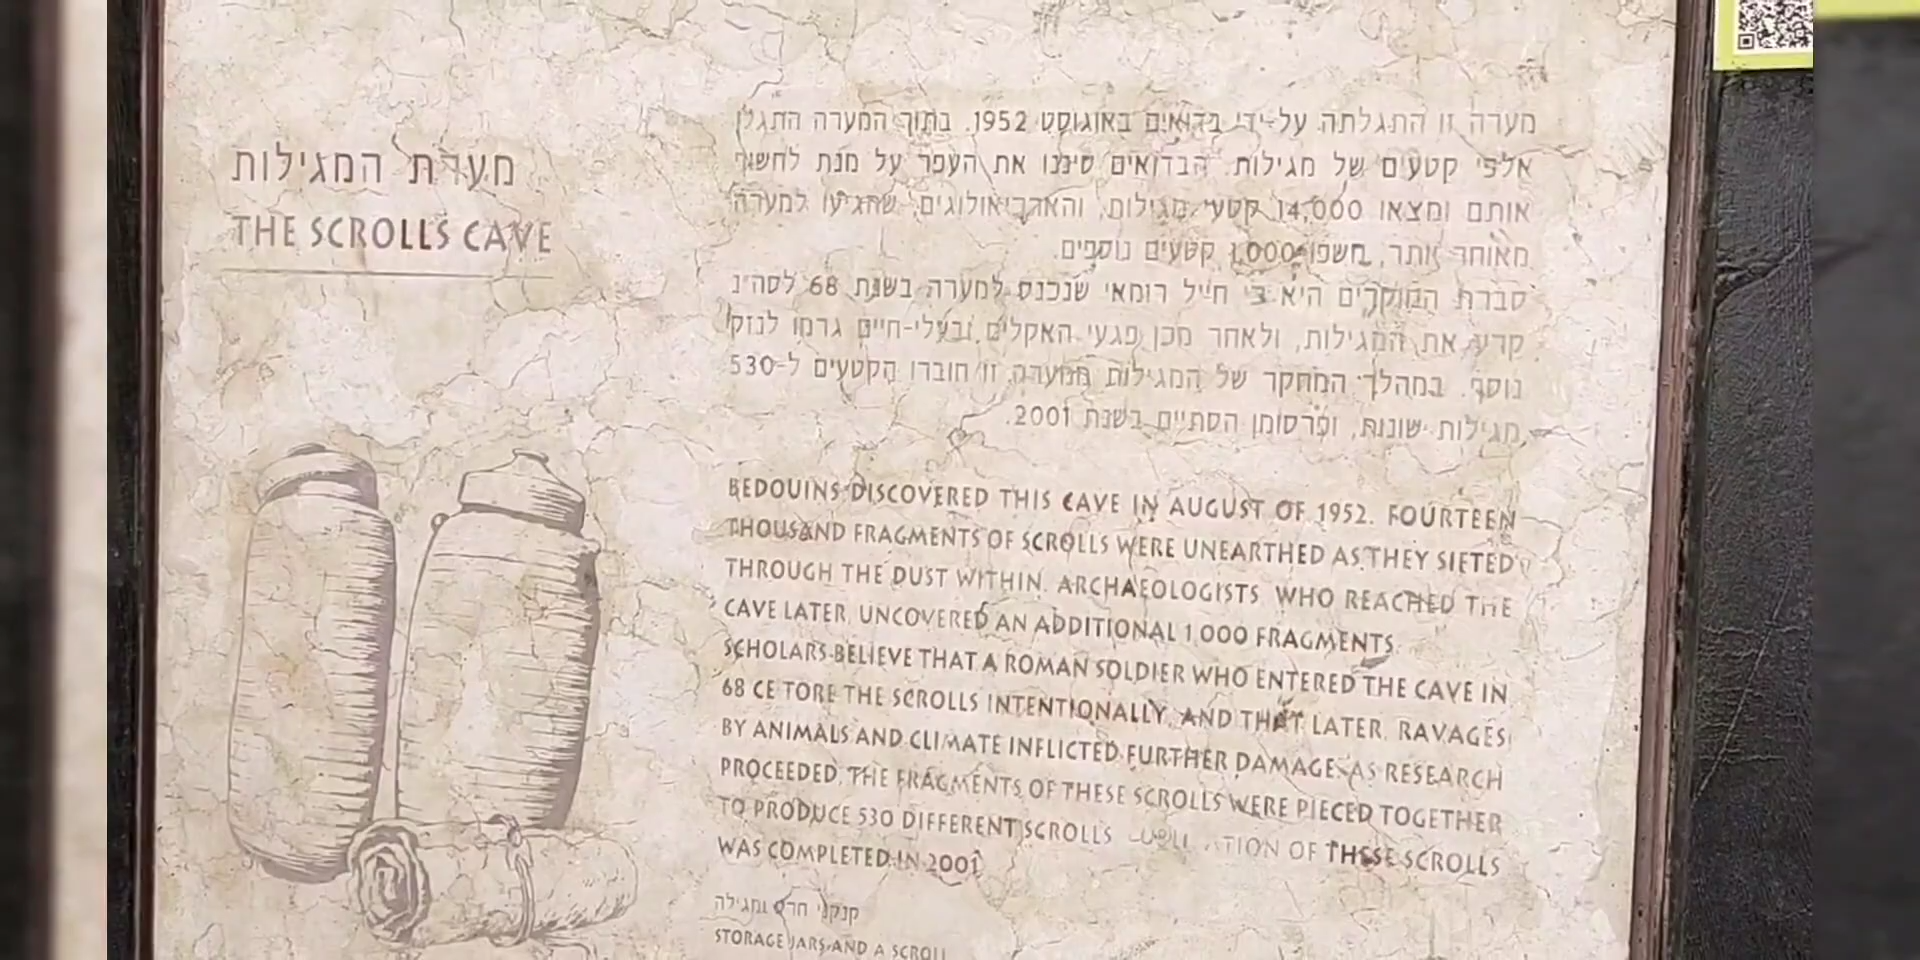 מערת המגילות
THE SCROLLS CAVE
מערה זו התגלתה על-ידי בדואים באוגוסט 1952. בתוך המערה התגלו
אלפי קטעים של מגילות. הבדואים סיננו את העפר על מנת לחשוף
אותם ומצאו 14,000 קטעי מגילות, והארכיאולוגים, שהגיעו למערה
מאוחר יותר, חשפו 1,000 קטעים נוספים.
סברת החוקרים היא כי חייל רומאי שנכנס למערה בשנת 68 לסה״נ
קרע את המגילות, ולאחר מכן פגעי האקלים ובעלי-חיים גרמו לנזק
נוסף. במהלך המחקר של המגילות מהמערה זו חוברו הקטעים ל-530
מגילות שונות, ופרסומן הסתיים בשנת 2001.
BEDOUINS DISCOVERED THIS CAVE IN AUGUST OF 1952. FOURTEEN
THOUSAND FRAGMENTS OF SCROLLS WERE UNEARTHED AS THEY SIFTED
THROUGH THE DUST WITHIN. ARCHAEOLOGISTS, WHO REACHED THE
CAVE LATER, UNCOVERED AN ADDITIONAL 1,000 FRAGMENTS.
SCHOLARS BELIEVE THAT A ROMAN SOLDIER WHO ENTERED THE CAVE IN
68 CE TORE THE SCROLLS INTENTIONALLY, AND THAT LATER, RAVAGES
BY ANIMALS AND CLIMATE INFLICTED FURTHER DAMAGE. AS RESEARCH
PROCEEDED, THE FRAGMENTS OF THESE SCROLLS WERE PIECED TOGETHER
TO PRODUCE 530 DIFFERENT SCROLLS OF THESE SCROLLS
WAS COMPLETED IN 2001
קנקני חרס ומגילה
STORAGE JARS AND A SCROLL